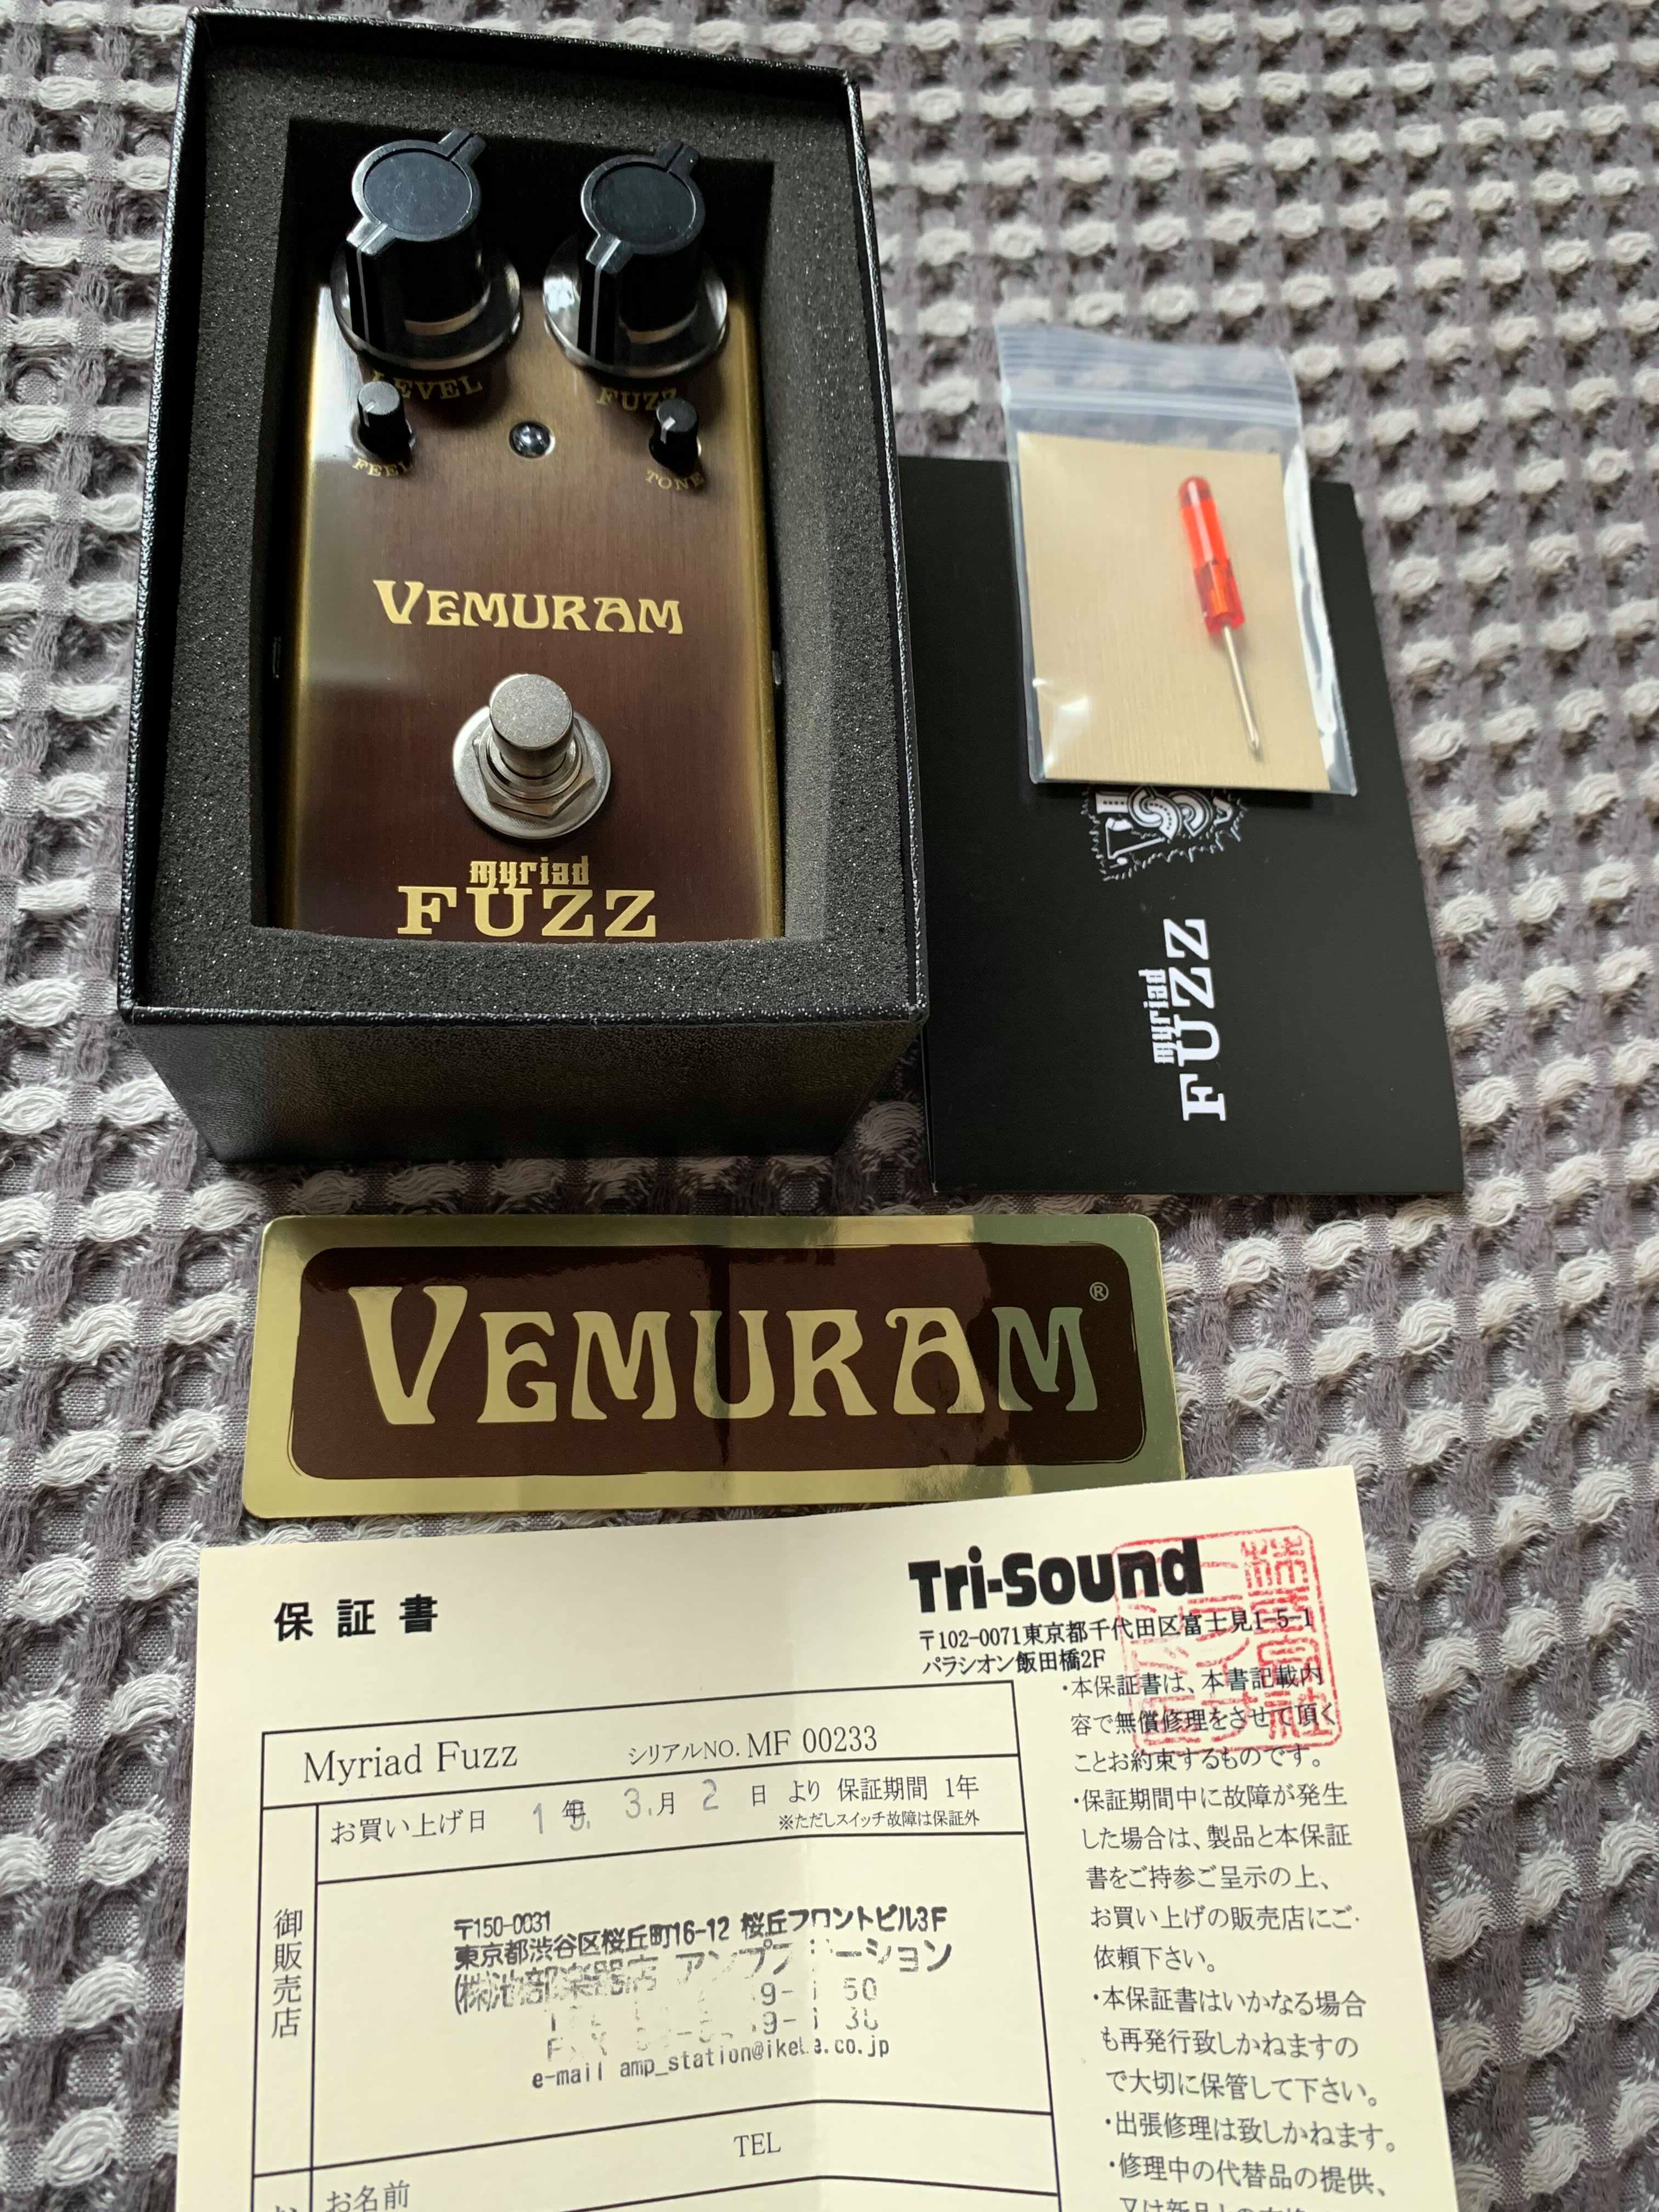 LEVEL
FUZZ
FEEL
TONE
VEMURAM
myriad
FUZZ
myriad
FUZZ
VEMURAM®
保証書
Tri-Sound
〒102-0071東京都千代田区富士見1-5-1
パラシオン飯田橋2F
Myriad Fuzz
シリアルNO. MF 00233
お買い上げ日 1 9. 年 3.月 2 日 より 保証期間 1年
※ただしスイッチ故障は保証外
御販売店
〒150-0031
東京都渋谷区桜丘町16-12 桜丘フロントビル3F
(株)池部楽器店
e-mail
TEL
お名前
・本保証書は、本書記載内
容で無償修理をさせて頂く
ことお約束するものです。
・保証期間中に故障が発生
した場合は、製品と本保証
書をご持参ご呈示の上、
お買い上げの販売店にご
依頼下さい。
・本保証書はいかなる場合
も再発行致しかねますの
で大切に保管して下さい。
・出張修理は致しかねます。
・修理中の代替品の提供、